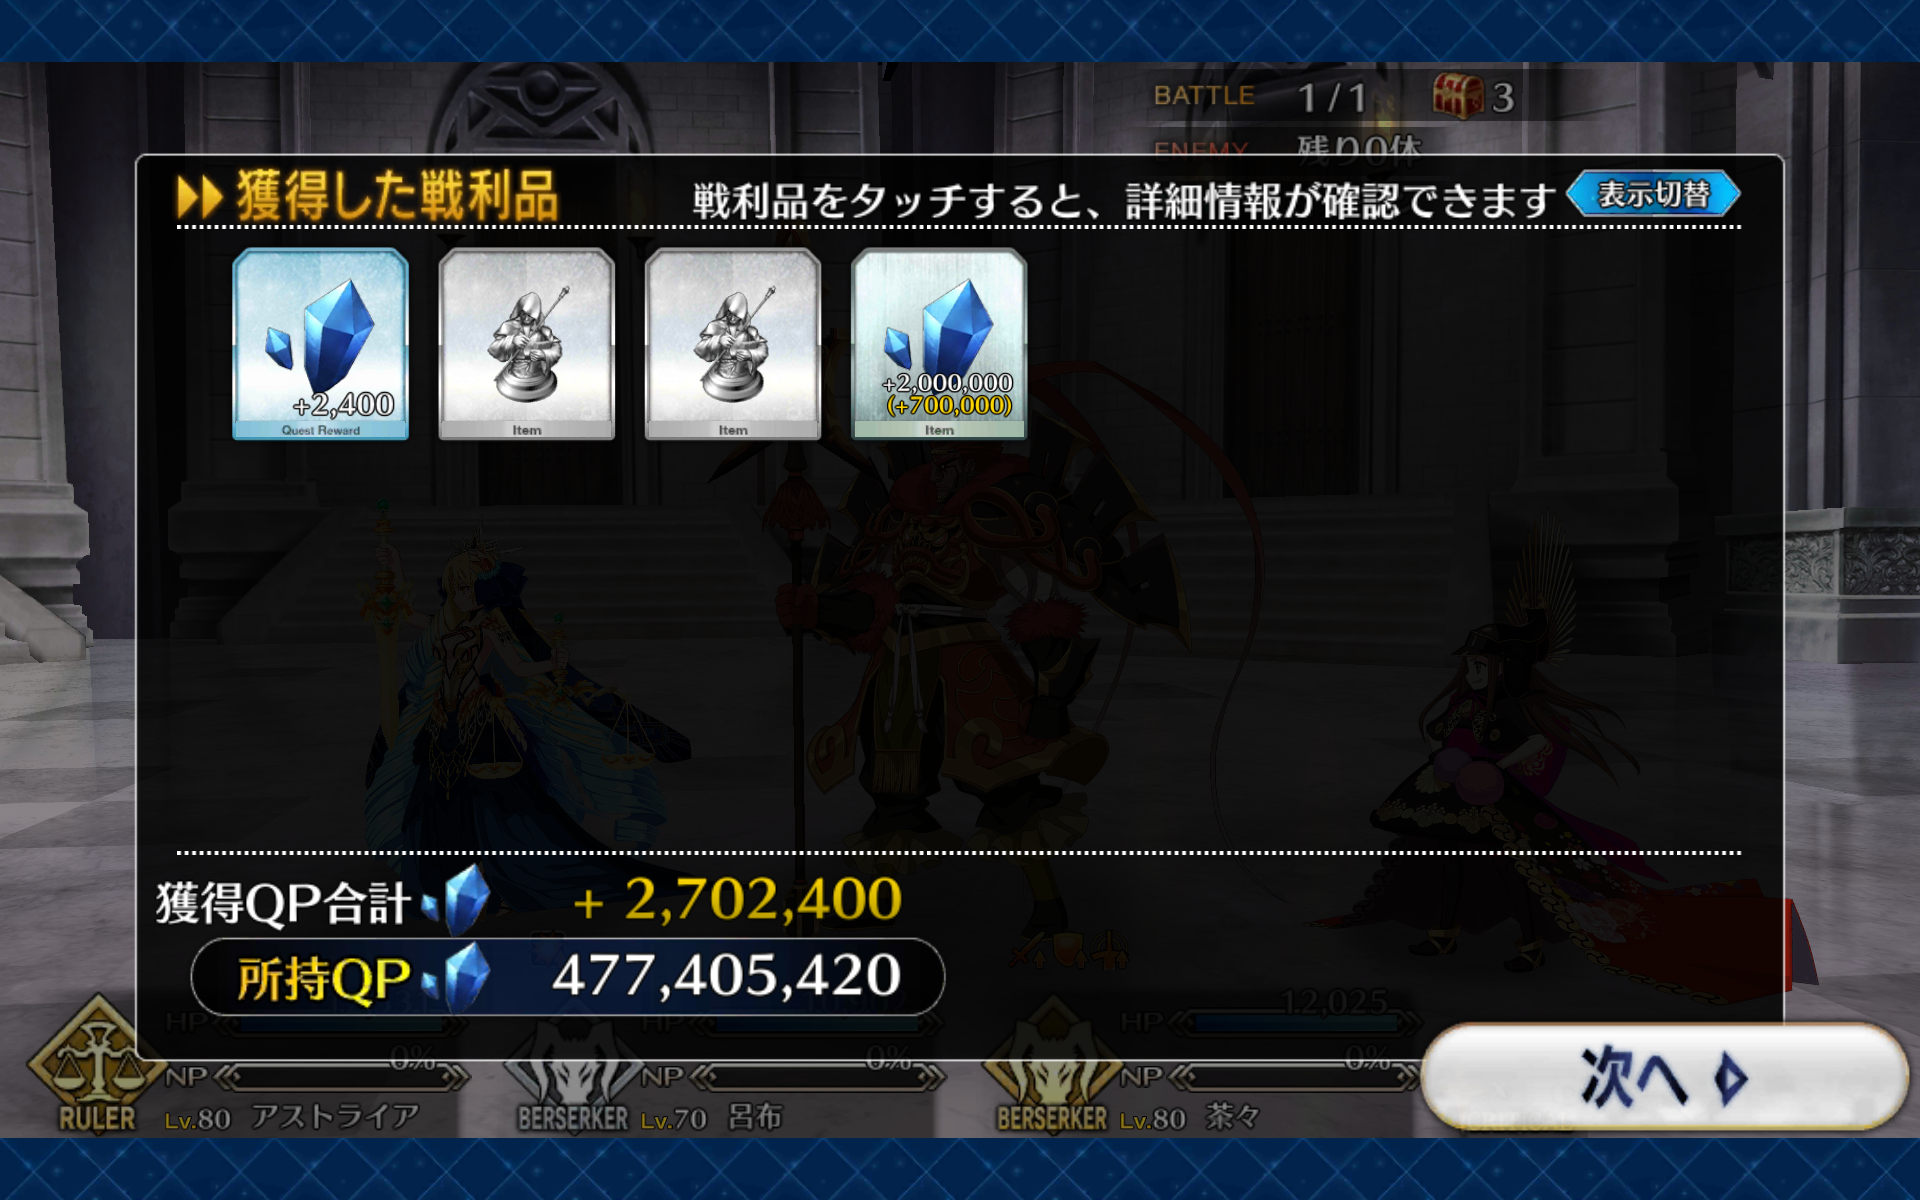 BATTLE 1/1 3
ENEMY 残り0体
獲得した戦利品 戦利品をタッチすると、詳細情報が確認できます 表示切替
+2,400
Quest Reward
Item
Item
+2,000,000
(+700,000)
Item
獲得QP合計 + 2,702,400
所持QP 477,405,420
HP
HP
HP 12,025
NP 0%
NP 0%
NP 0%
RULER Lv.80 アストライア
BERSERKER Lv.70 呂布
BERSERKER Lv.80 茶々
次へ